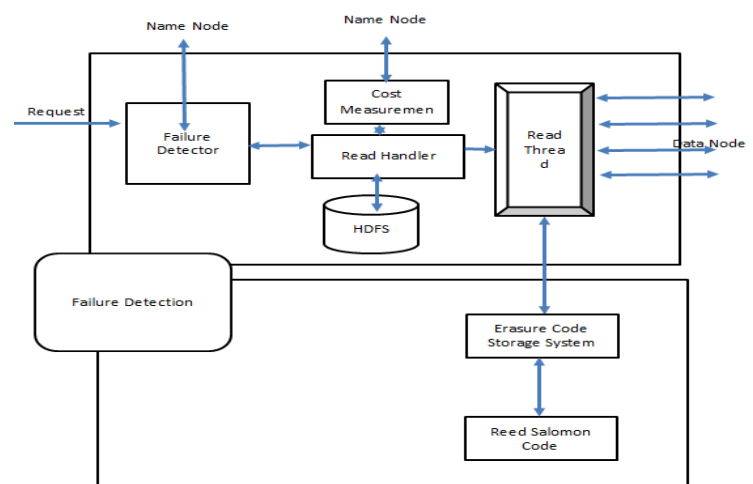 Name Node
Name Node
Request
Failure
Detector
Cost
Measuremen
Read Handler
HDFS
Read
Threa
d
Data Node
Failure Detection
Erasure Code
Storage System
Reed Salomon
Code